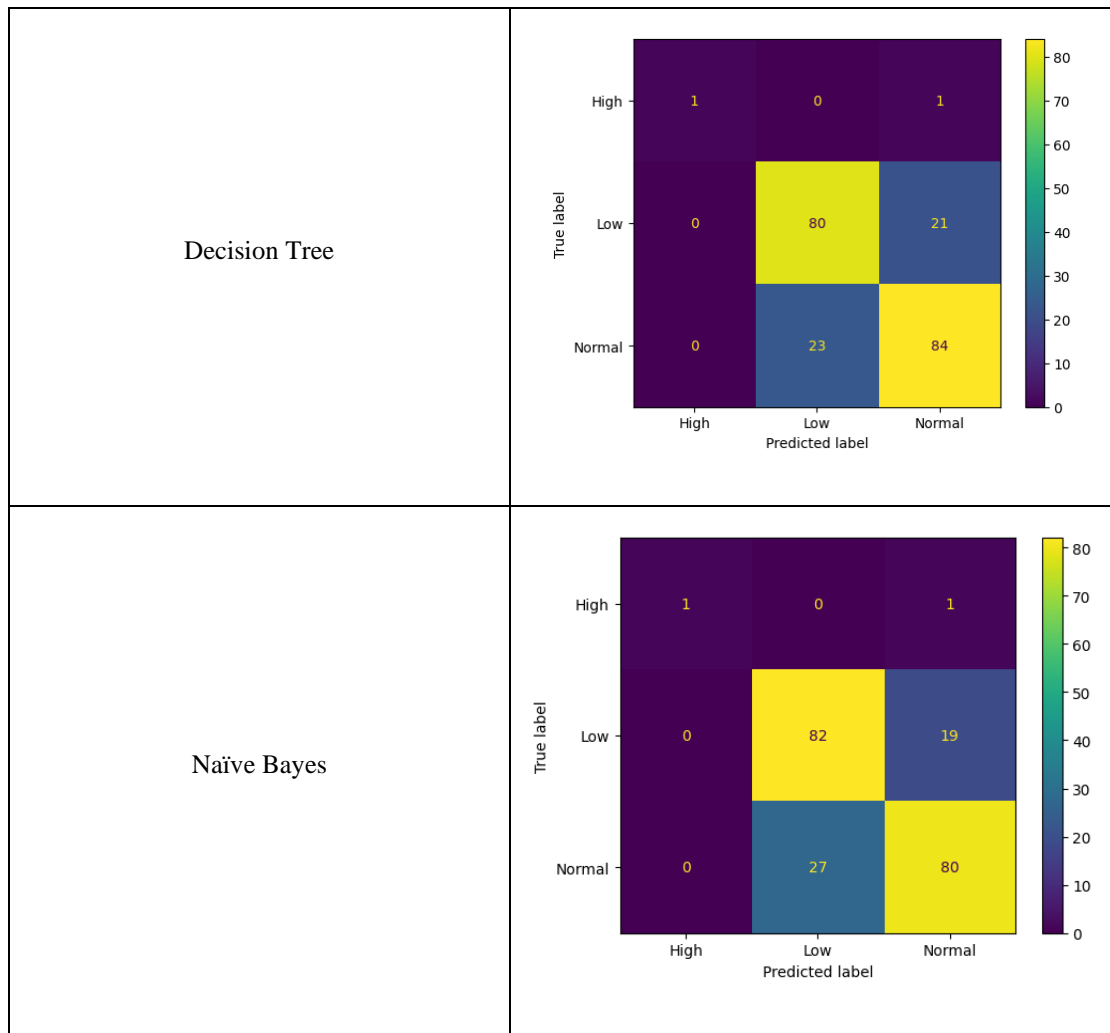 Decision Tree
True label
High
1
0
1
Low
0
80
21
Normal
0
23
84
High
Low
Normal
Predicted label
80
70
60
50
40
30
20
10
0
Naïve Bayes
True label
High
1
0
1
Low
0
82
19
Normal
0
27
80
High
Low
Normal
Predicted label
80
70
60
50
40
30
20
10
0